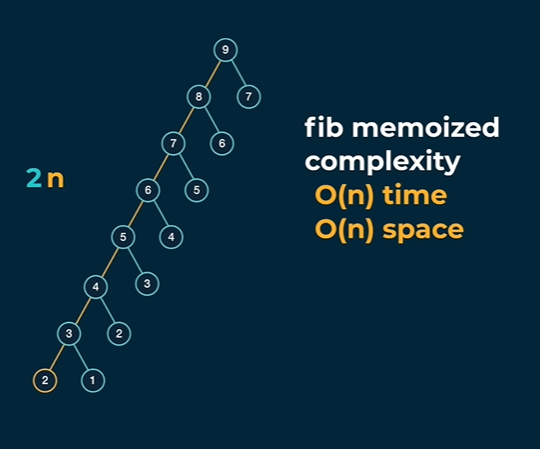 9
8 7
7 6
fib memoized
complexity
2n
6 5
O(n) time
O(n) space
5 4
4 3
3 2
2 1